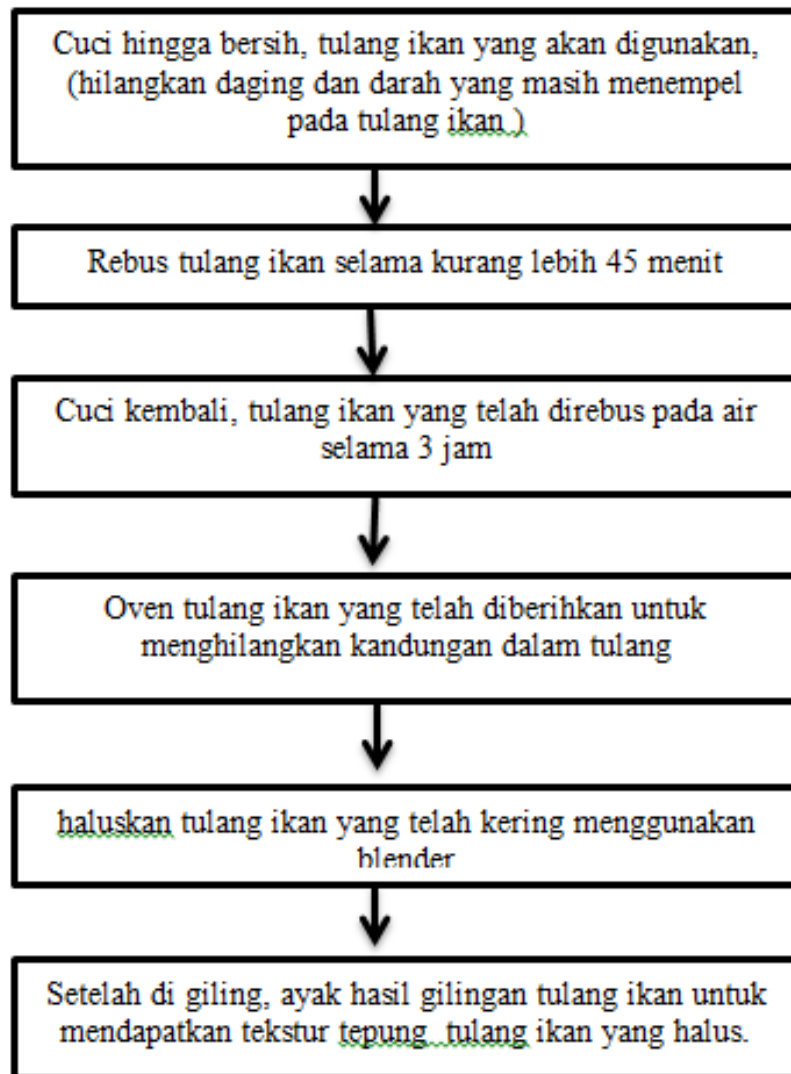 Cuci hingga bersih, tulang ikan yang akan digunakan,
(hilangkan daging dan darah yang masih menempel
pada tulang ikan )
Rebus tulang ikan selama kurang lebih 45 menit
Cuci kembali, tulang ikan yang telah direbus pada air
selama 3 jam
Oven tulang ikan yang telah diberihkan untuk
menghilangkan kandungan dalam tulang
haluskan tulang ikan yang telah kering menggunakan
blender
Setelah di giling, ayak hasil gilingan tulang ikan untuk
mendapatkan tekstur tepung tulang ikan yang halus.